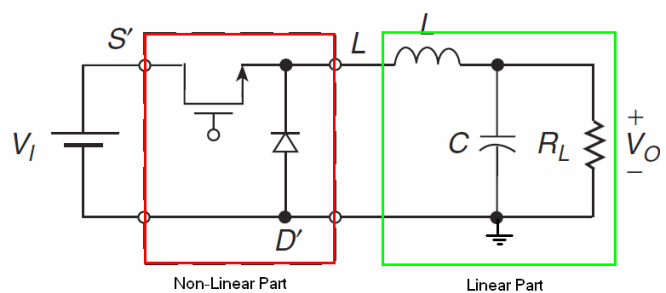 S' L L
V_I C R_L + V_O −
D'
Non-Linear Part Linear Part